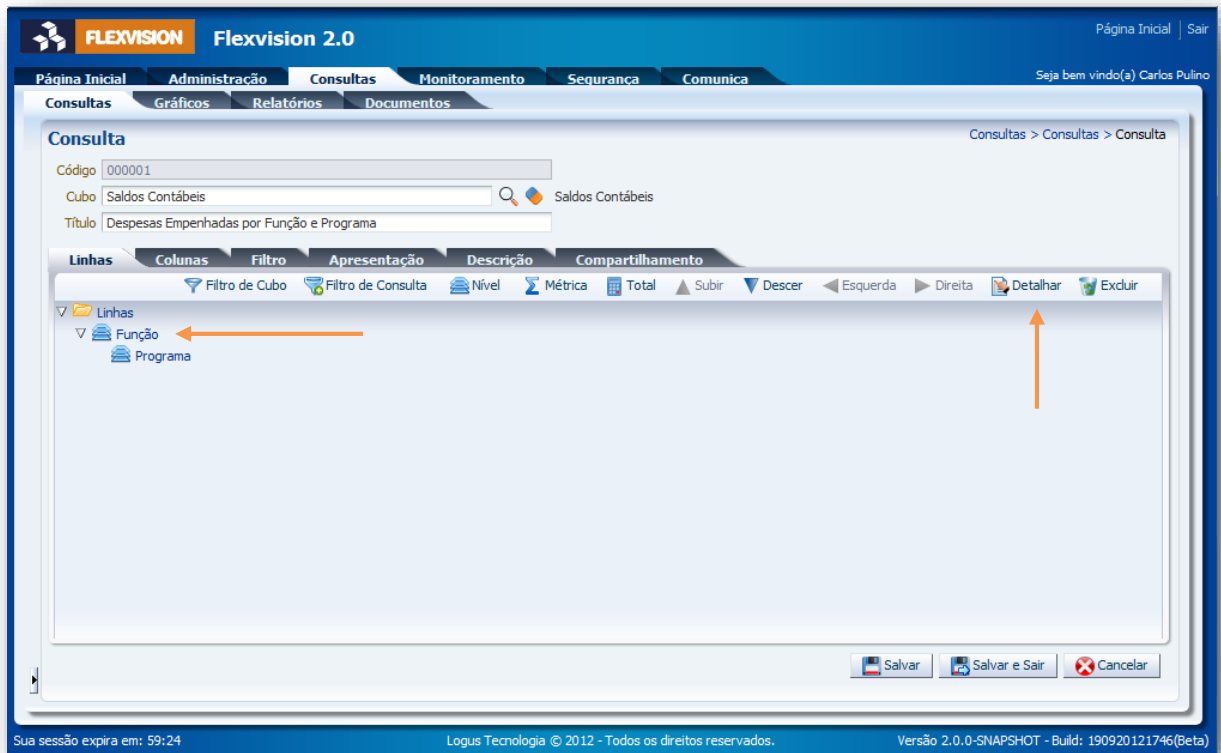 FLEXVISION Flexvision 2.0 Página Inicial Sair
Página Inicial Administração Consultas Monitoramento Segurança Comunica Seja bem vindo(a) Carlos Pulino
Consultas Gráficos Relatórios Documentos
Consulta Consultas > Consultas > Consulta
Código 000001
Cubo Saldos Contábeis Saldos Contábeis
Título Despesas Empenhadas por Função e Programa
Linhas Colunas Filtro Apresentação Descrição Compartilhamento
Filtro de Cubo Filtro de Consulta Nível Métrica Total Subir Descer Esquerda Direita Detalhar Excluir
Linhas
Função
Programa
Salvar Salvar e Sair Cancelar
Sua sessão expira em: 59:24 Logus Tecnologia © 2012 - Todos os direitos reservados. Versão 2.0.0-SNAPSHOT - Build: 190920121746(Beta)